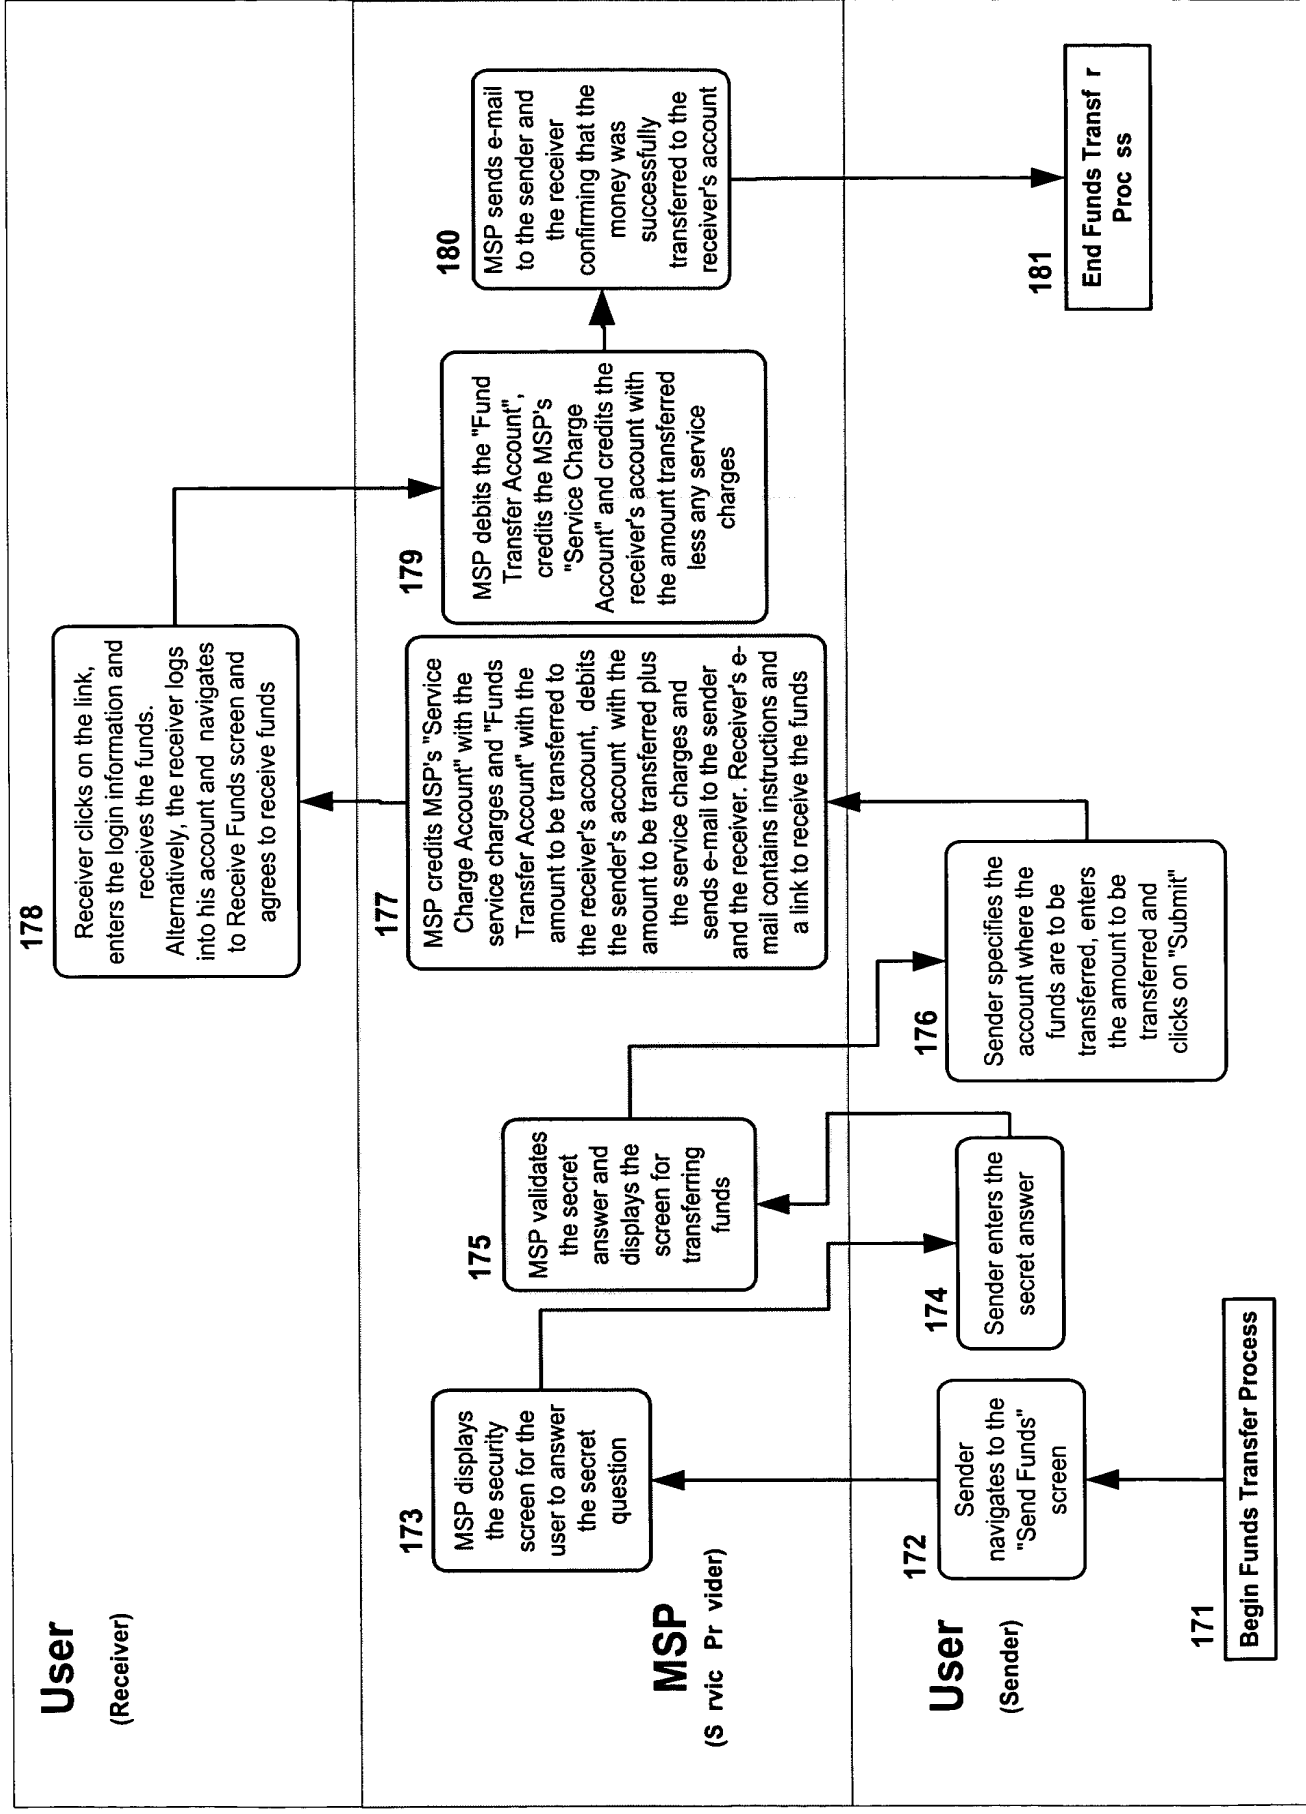 User
(Receiver)
178
Receiver clicks on the link,
enters the login information and
receives the funds.
Alternatively, the receiver logs
into his account and navigates
to Receive Funds screen and
agrees to receive funds
MSP
(S rvic Pr vider)
173
MSP displays
the security
screen for the
user to answer
the secret
question
175
MSP validates
the secret
answer and
displays the
screen for
transferring
funds
177
MSP credits MSP's "Service
Charge Account" with the
service charges and "Funds
Transfer Account" with the
amount to be transferred to
the receiver's account, debits
the sender's account with the
amount to be transferred plus
the service charges and
sends e-mail to the sender
and the receiver. Receiver's e-
mail contains instructions and
a link to receive the funds
179
MSP debits the "Fund
Transfer Account",
credits the MSP's
"Service Charge
Account" and credits the
receiver's account with
the amount transferred
less any service
charges
180
MSP sends e-mail
to the sender and
the receiver
confirming that the
money was
successfully
transferred to the
receiver's account
User
(Sender)
171
Begin Funds Transfer Process
172
Sender
navigates to the
"Send Funds"
screen
174
Sender enters the
secret answer
176
Sender specifies the
account where the
funds are to be
transferred, enters
the amount to be
transferred and
clicks on "Submit"
181
End Funds Transf r
Proc ss